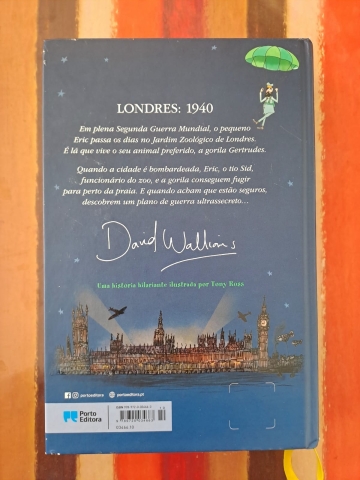 LONDRES: 1940
Em plena Segunda Guerra Mundial, o pequeno
Eric passa os dias no Jardim Zoológico de Londres.
É lá que vive o seu animal preferido, a gorila Gertrudes.
Quando a cidade é bombardeada, Eric, o tio Sid,
funcionário do zoo, e a gorila conseguem fugir
para perto da praia. E quando acham que estão seguros,
descobrem um plano de guerra ultrassecreto...
David Walliams
Uma história hilariante ilustrada por Tony Ross
portoeditora
portoeditora.pt
Porto
Editora